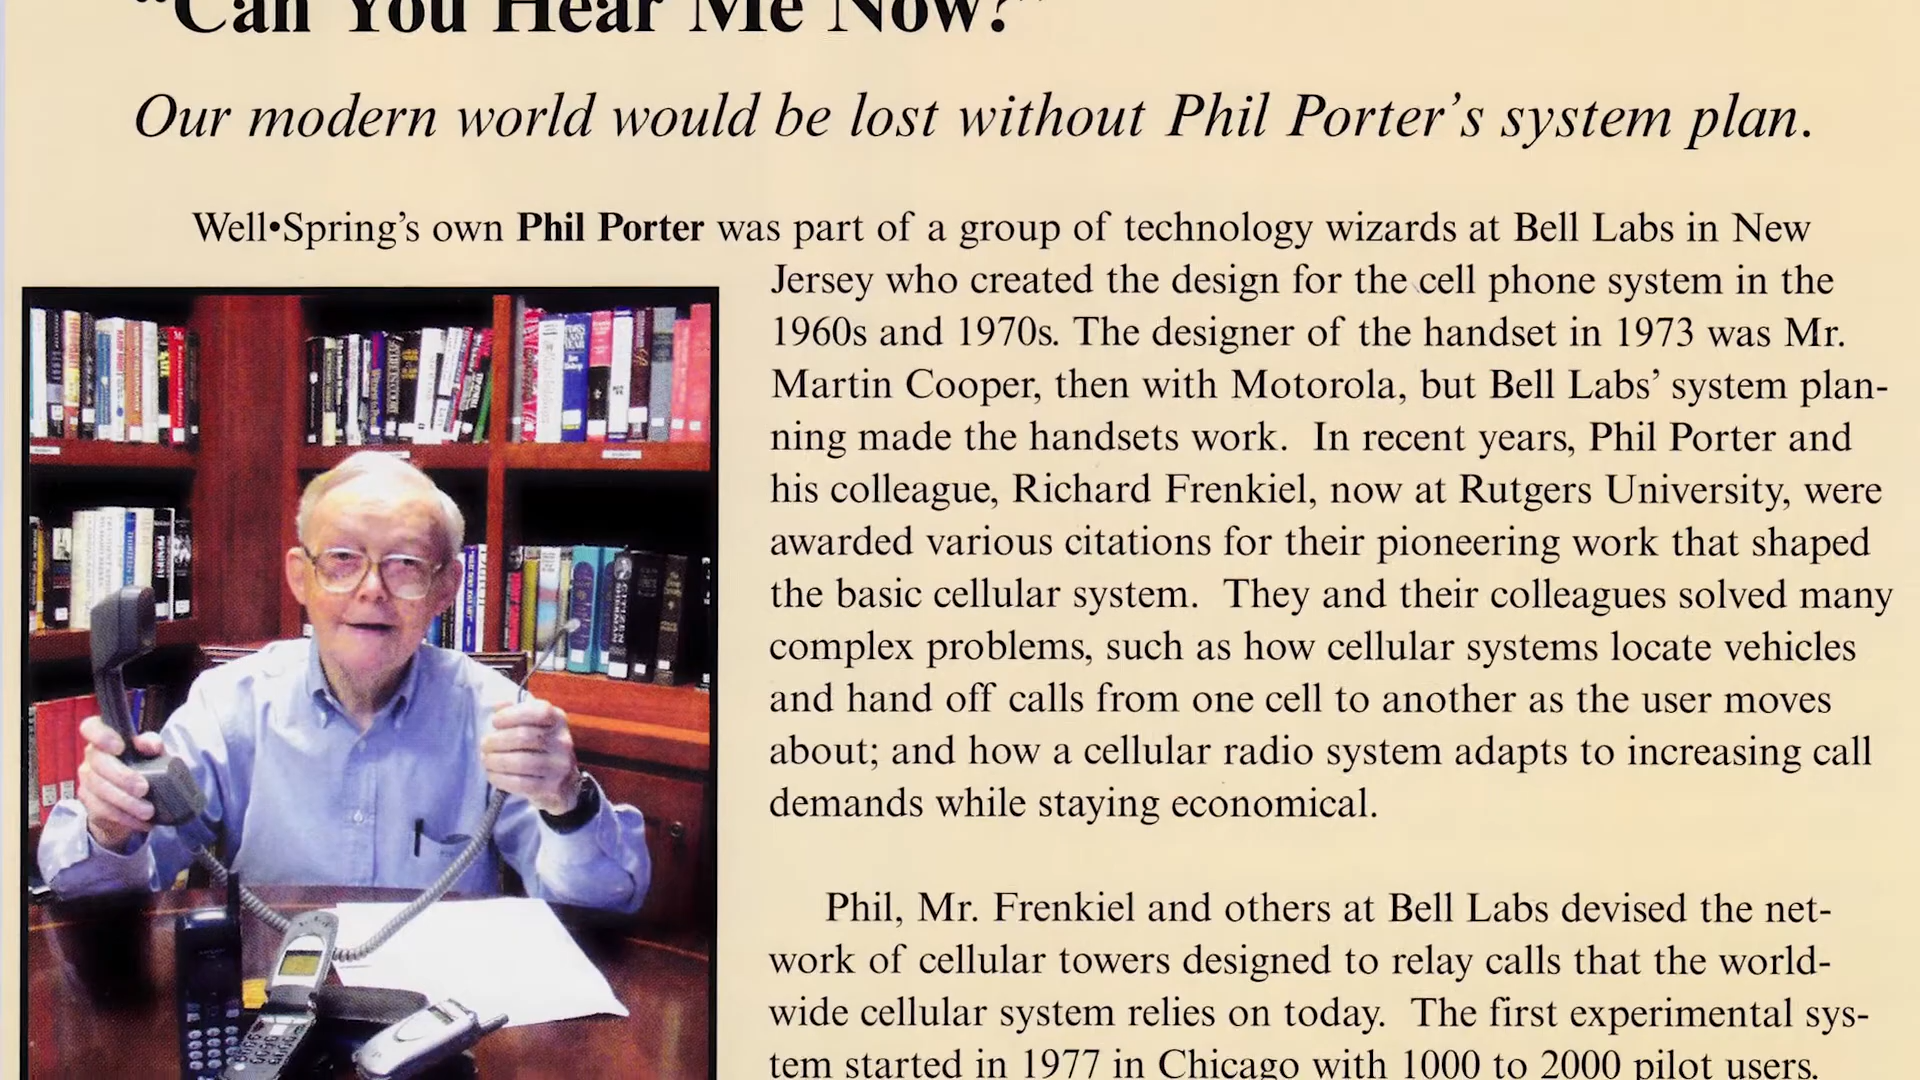 “Can You Hear Me Now?”
Our modern world would be lost without Phil Porter’s system plan.
Well•Spring’s own Phil Porter was part of a group of technology wizards at Bell Labs in New
Jersey who created the design for the cell phone system in the
1960s and 1970s. The designer of the handset in 1973 was Mr.
Martin Cooper, then with Motorola, but Bell Labs’ system plan-
ning made the handsets work. In recent years, Phil Porter and
his colleague, Richard Frenkiel, now at Rutgers University, were
awarded various citations for their pioneering work that shaped
the basic cellular system. They and their colleagues solved many
complex problems, such as how cellular systems locate vehicles
and hand off calls from one cell to another as the user moves
about; and how a cellular radio system adapts to increasing call
demands while staying economical.
Phil, Mr. Frenkiel and others at Bell Labs devised the net-
work of cellular towers designed to relay calls that the world-
wide cellular system relies on today. The first experimental sys-
tem started in 1977 in Chicago with 1000 to 2000 pilot users.
CITIZEN